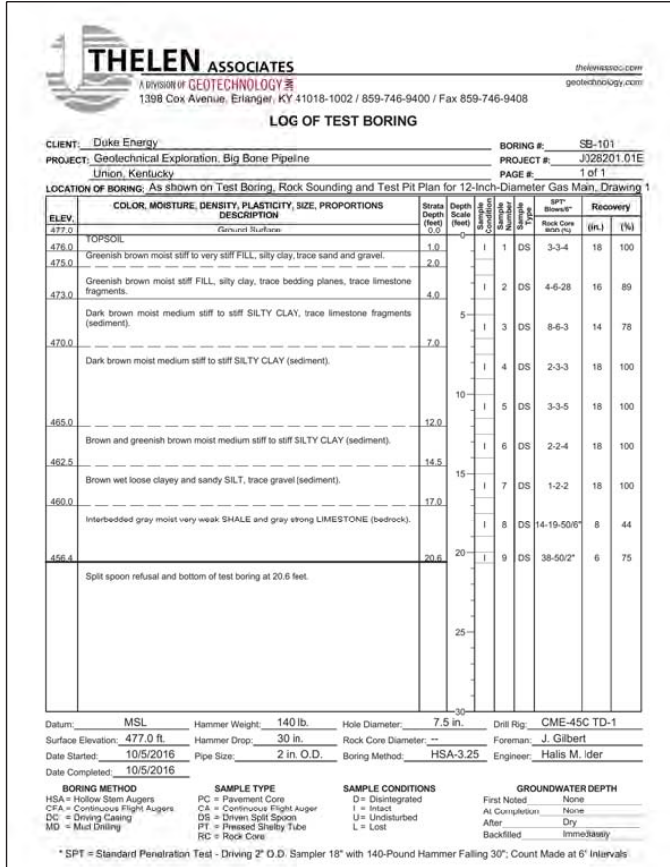 THELEN ASSOCIATES
A DIVISION OF GEOTECHNOLOGY
1398 Cox Avenue, Erlanger, KY 41018-1002 / 859-746-9400 / Fax 859-746-9408
thelenassoc.com
geotechnology.com
LOG OF TEST BORING
CLIENT: Duke Energy BORING #: SB-101
PROJECT: Geotechnical Exploration, Big Bone Pipeline PROJECT #: J028201.01E
Union, Kentucky PAGE #: 1 of 1
LOCATION OF BORING: As shown on Test Boring, Rock Sounding and Test Pit Plan for 12-Inch-Diameter Gas Main, Drawing 1
ELEV. COLOR, MOISTURE, DENSITY, PLASTICITY, SIZE, PROPORTIONS DESCRIPTION Strata Depth (feet) Depth Scale (feet) Sample Condition Sample Number Sample Type SPT* Blows/6" Rock Core RQD (%) Recovery (in.) (%)
477.0 Ground Surface 0.0 0
TOPSOIL
476.0 1.0 I 1 DS 3-3-4 18 100
Greenish brown moist stiff to very stiff FILL, silty clay, trace sand and gravel.
475.0 2.0
Greenish brown moist stiff FILL, silty clay, trace bedding planes, trace limestone
fragments. I 2 DS 4-6-28 16 89
473.0 4.0
Dark brown moist medium stiff to stiff SILTY CLAY, trace limestone fragments 5
(sediment). I 3 DS 8-6-3 14 78
470.0 7.0
Dark brown moist medium stiff to stiff SILTY CLAY (sediment). I 4 DS 2-3-3 18 100
10
I 5 DS 3-3-5 18 100
465.0 12.0
Brown and greenish brown moist medium stiff to stiff SILTY CLAY (sediment). I 6 DS 2-2-4 18 100
462.5 14.5
Brown wet loose clayey and sandy SILT, trace gravel (sediment). 15 I 7 DS 1-2-2 18 100
460.0 17.0
Interbedded gray moist very weak SHALE and gray strong LIMESTONE (bedrock). I 8 DS 14-19-50/6" 8 44
456.4 20.6 20 I 9 DS 38-50/2" 6 75
Split spoon refusal and bottom of test boring at 20.6 feet.
25
30
Datum: MSL Hammer Weight: 140 lb. Hole Diameter: 7.5 in. Drill Rig: CME-45C TD-1
Surface Elevation: 477.0 ft. Hammer Drop: 30 in. Rock Core Diameter: -- Foreman: J. Gilbert
Date Started: 10/5/2016 Pipe Size: 2 in. O.D. Boring Method: HSA-3.25 Engineer: Halis M. Ider
Date Completed: 10/5/2016
BORING METHOD SAMPLE TYPE SAMPLE CONDITIONS GROUNDWATER DEPTH
HSA = Hollow Stem Augers PC = Pavement Core D = Disintegrated First Noted None
CFA = Continuous Flight Augers CA = Continuous Flight Auger I = Intact At Completion None
DC = Driving Casing DS = Driven Split Spoon U = Undisturbed After Dry
MD = Mud Drilling PT = Pressed Shelby Tube L = Lost Backfilled Immediately
RC = Rock Core
* SPT = Standard Penetration Test - Driving 2" O.D. Sampler 18" with 140-Pound Hammer Falling 30"; Count Made at 6" Intervals